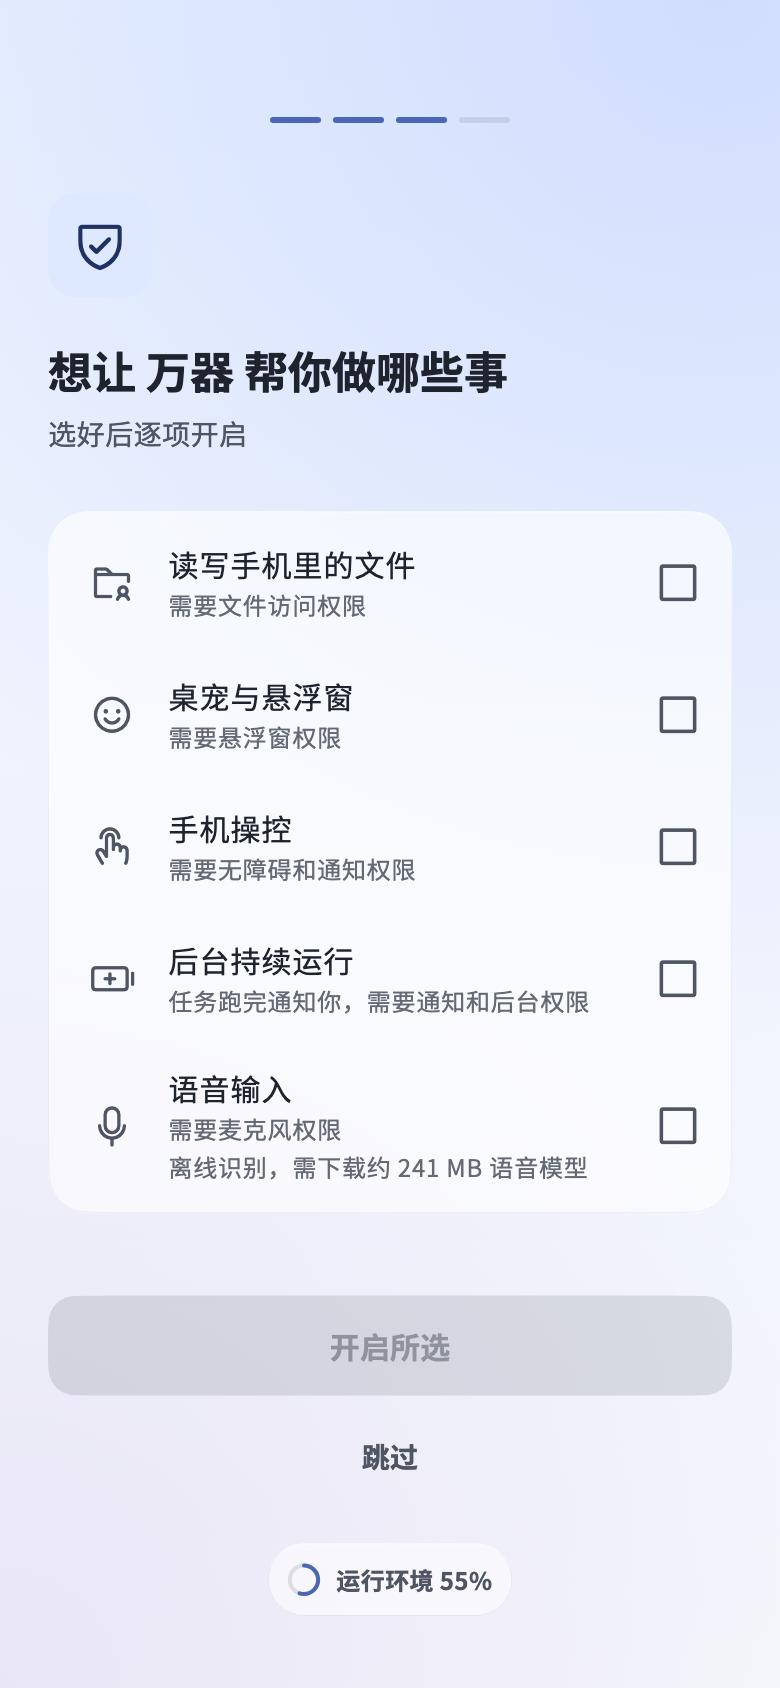 想让 万器 帮你做哪些事
选好后逐项开启
读写手机里的文件
需要文件访问权限
桌宠与悬浮窗
需要悬浮窗权限
手机操控
需要无障碍和通知权限
后台持续运行
任务跑完通知你，需要通知和后台权限
语音输入
需要麦克风权限
离线识别，需下载约 241 MB 语音模型
开启所选
跳过
运行环境 55%